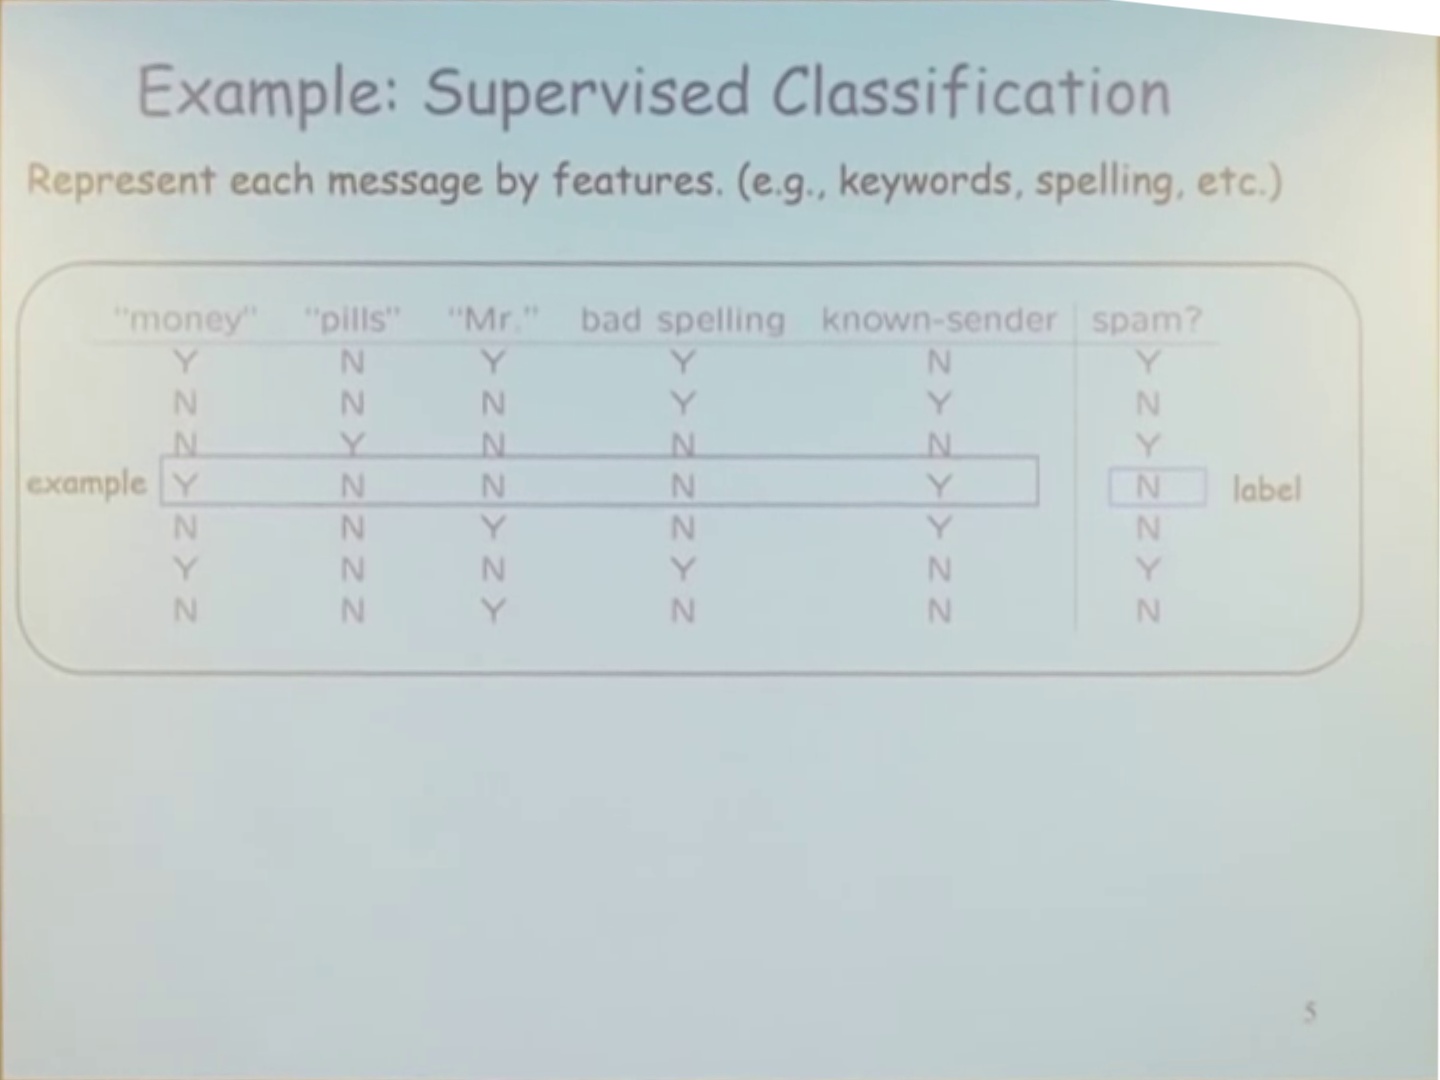 Example: Supervised Classification
Represent each message by features. (e.g., keywords, spelling, etc.)
"money" "pills" "Mr." bad spelling known-sender spam?
Y N Y Y N Y
N N N Y Y N
N Y N N N Y
example Y N N N Y N label
N N Y N Y N
Y N N Y N Y
N N Y N N N
5